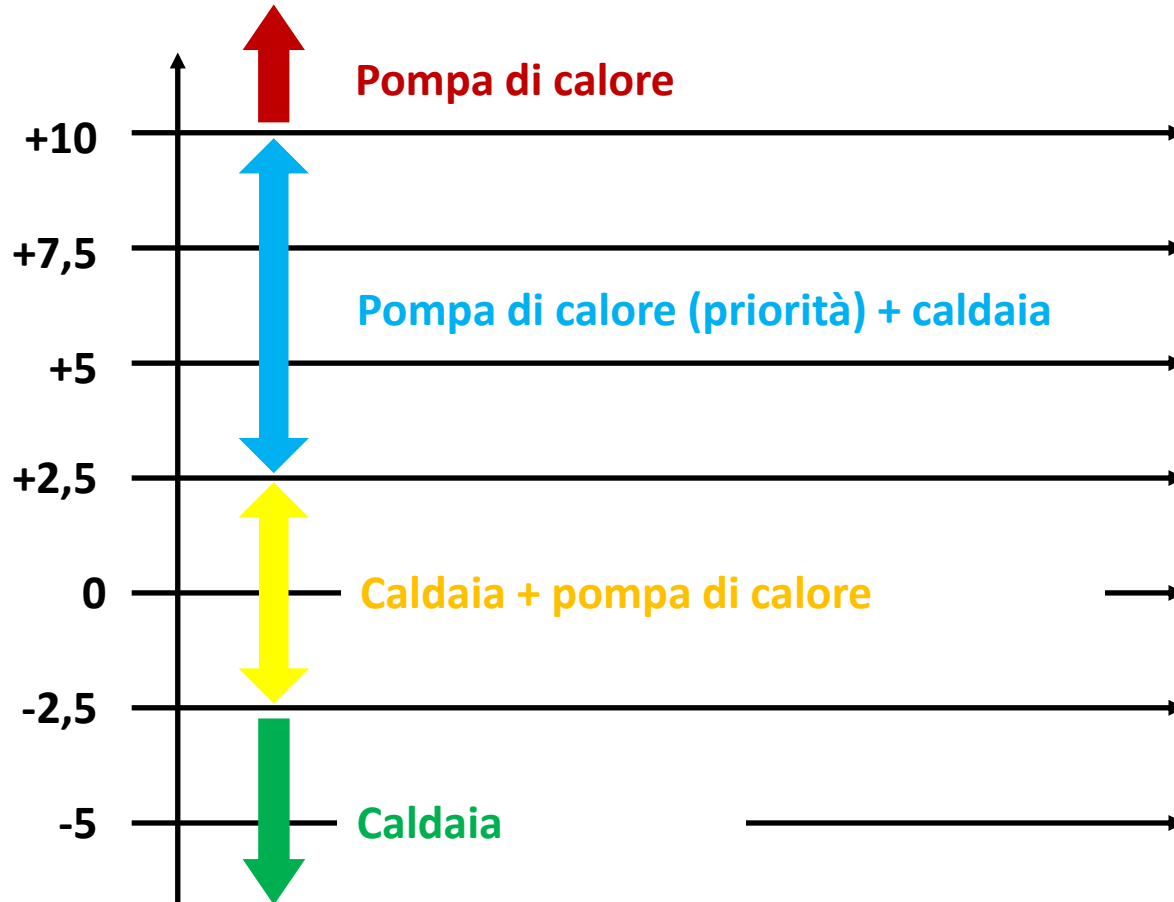 Pompa di calore
+10
+7,5
Pompa di calore (priorità) + caldaia
+5
+2,5
0
Caldaia + pompa di calore
-2,5
-5
Caldaia